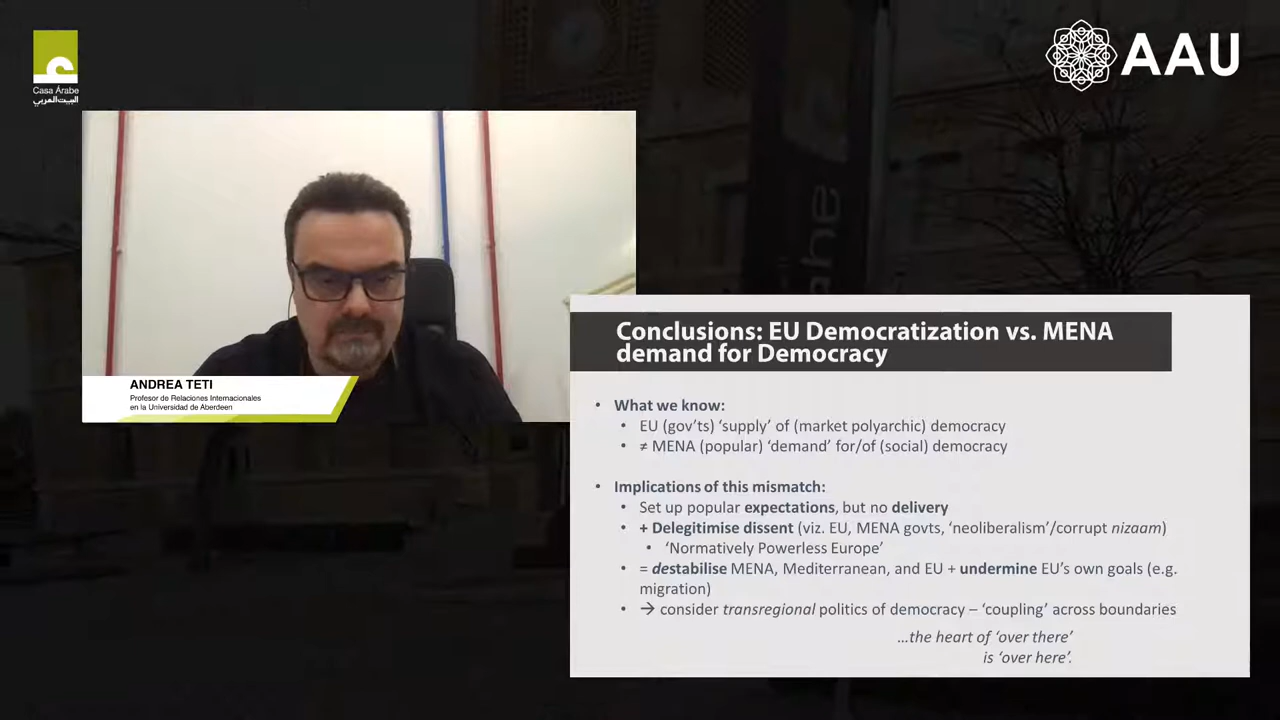 Casa Árabe
البيت العربي
AAU
ANDREA TETI
Profesor de Relaciones Internacionales
en la Universidad de Aberdeen
Conclusions: EU Democratization vs. MENA
demand for Democracy
• What we know:
• EU (gov'ts) 'supply' of (market polyarchic) democracy
• ≠ MENA (popular) 'demand' for/of (social) democracy
• Implications of this mismatch:
• Set up popular expectations, but no delivery
• + Delegitimise dissent (viz. EU, MENA govts, 'neoliberalism'/corrupt nizaam)
• 'Normatively Powerless Europe'
• = destabilise MENA, Mediterranean, and EU + undermine EU's own goals (e.g.
migration)
• → consider transregional politics of democracy – 'coupling' across boundaries
…the heart of 'over there'
is 'over here'.